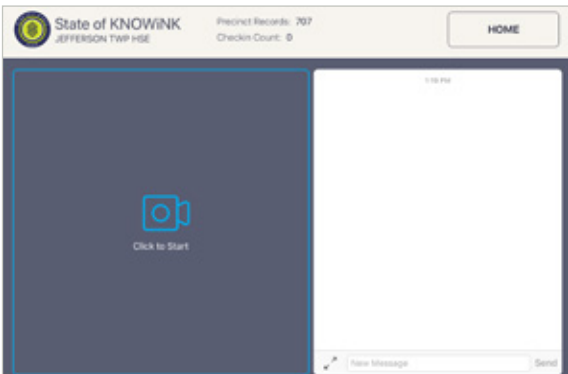 State of KNOWiNK
JEFFERSON TWP HSE
Precinct Records: 707
Checkin Count: 0
HOME
Click to Start
PM
New Message
Send